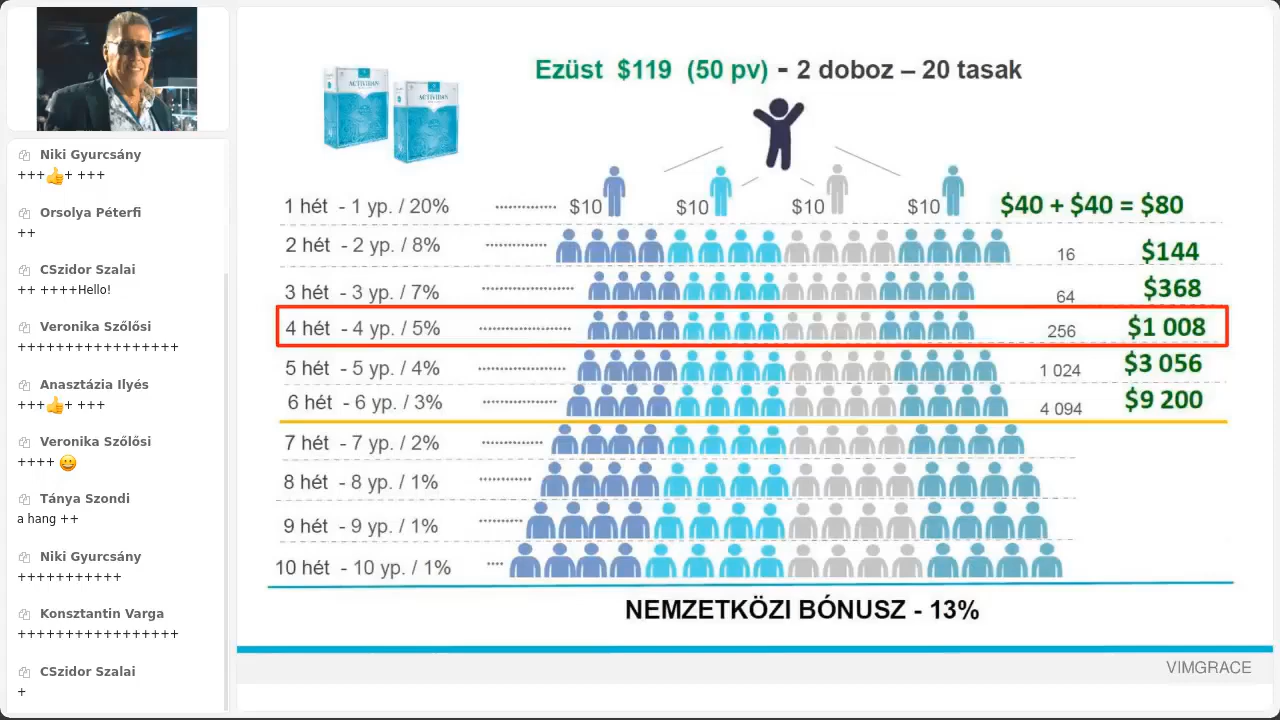 Niki Gyurcsány
+++👍+ +++
Orsolya Péterfi
++
CSzidor Szalai
++ ++++Hello!
Veronika Szőlősi
+++++++++++++++++
Anasztázia Ilyés
+++👍+ +++
Veronika Szőlősi
++++ 😀
Tánya Szondi
a hang ++
Niki Gyurcsány
+++++++++++
Konsztantin Varga
+++++++++++++++++
CSzidor Szalai
+
Ezüst $119 (50 pv) - 2 doboz – 20 tasak
ACTIVIDAN
ACTIVIDAN
1 hét - 1 yp. / 20% $10 $10 $10 $10 $40 + $40 = $80
2 hét - 2 yp. / 8% 16 $144
3 hét - 3 yp. / 7% 64 $368
4 hét - 4 yp. / 5% 256 $1 008
5 hét - 5 yp. / 4% 1 024 $3 056
6 hét - 6 yp. / 3% 4 094 $9 200
7 hét - 7 yp. / 2%
8 hét - 8 yp. / 1%
9 hét - 9 yp. / 1%
10 hét - 10 yp. / 1%
NEMZETKÖZI BÓNUSZ - 13%
VIMGRACE